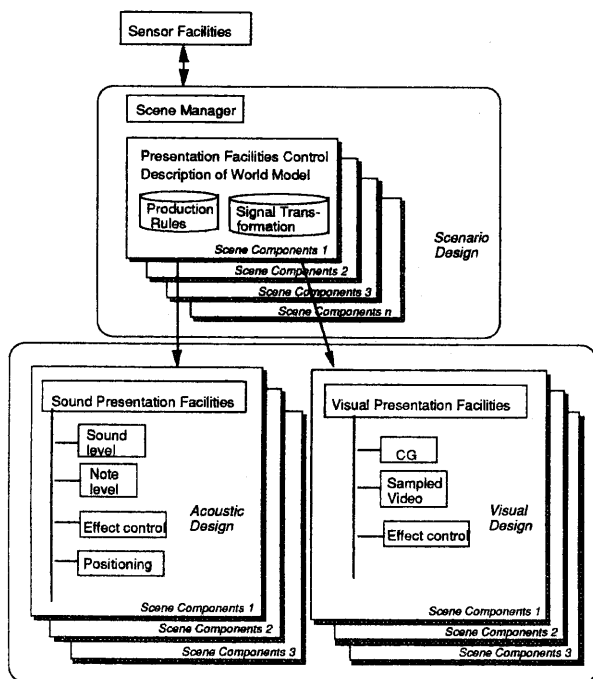 Sensor Facilities
Scene Manager
Presentation Facilities Control
Description of World Model
Production
Rules
Signal Trans-
formation
Scene Components 1
Scene Components 2
Scene Components 3
Scene Components n
Scenario
Design
Sound Presentation Facilities
Sound
level
Note
level
Effect control
Positioning
Acoustic
Design
Scene Components 1
Scene Components 2
Scene Components 3
Visual Presentation Facilities
CG
Sampled
Video
Effect control
Visual
Design
Scene Components 1
Scene Components 2
Scene Components 3